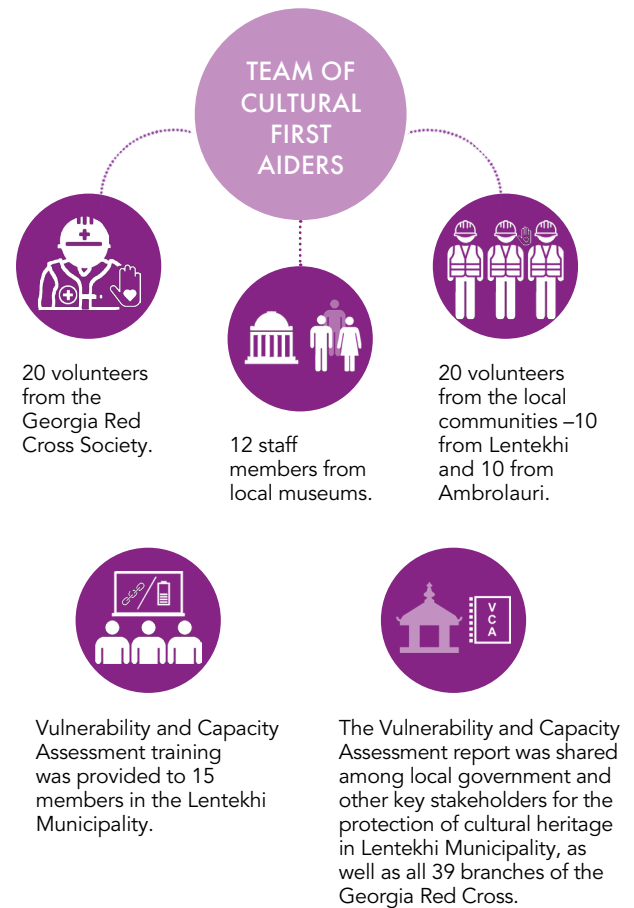 TEAM OF
CULTURAL
FIRST
AIDERS
20 volunteers
from the
Georgia Red
Cross Society.
12 staff
members from
local museums.
20 volunteers
from the local
communities –10
from Lentekhi
and 10 from
Ambrolauri.
Vulnerability and Capacity
Assessment training
was provided to 15
members in the Lentekhi
Municipality.
V
C
A
The Vulnerability and Capacity
Assessment report was shared
among local government and
other key stakeholders for the
protection of cultural heritage
in Lentekhi Municipality, as
well as all 39 branches of the
Georgia Red Cross.